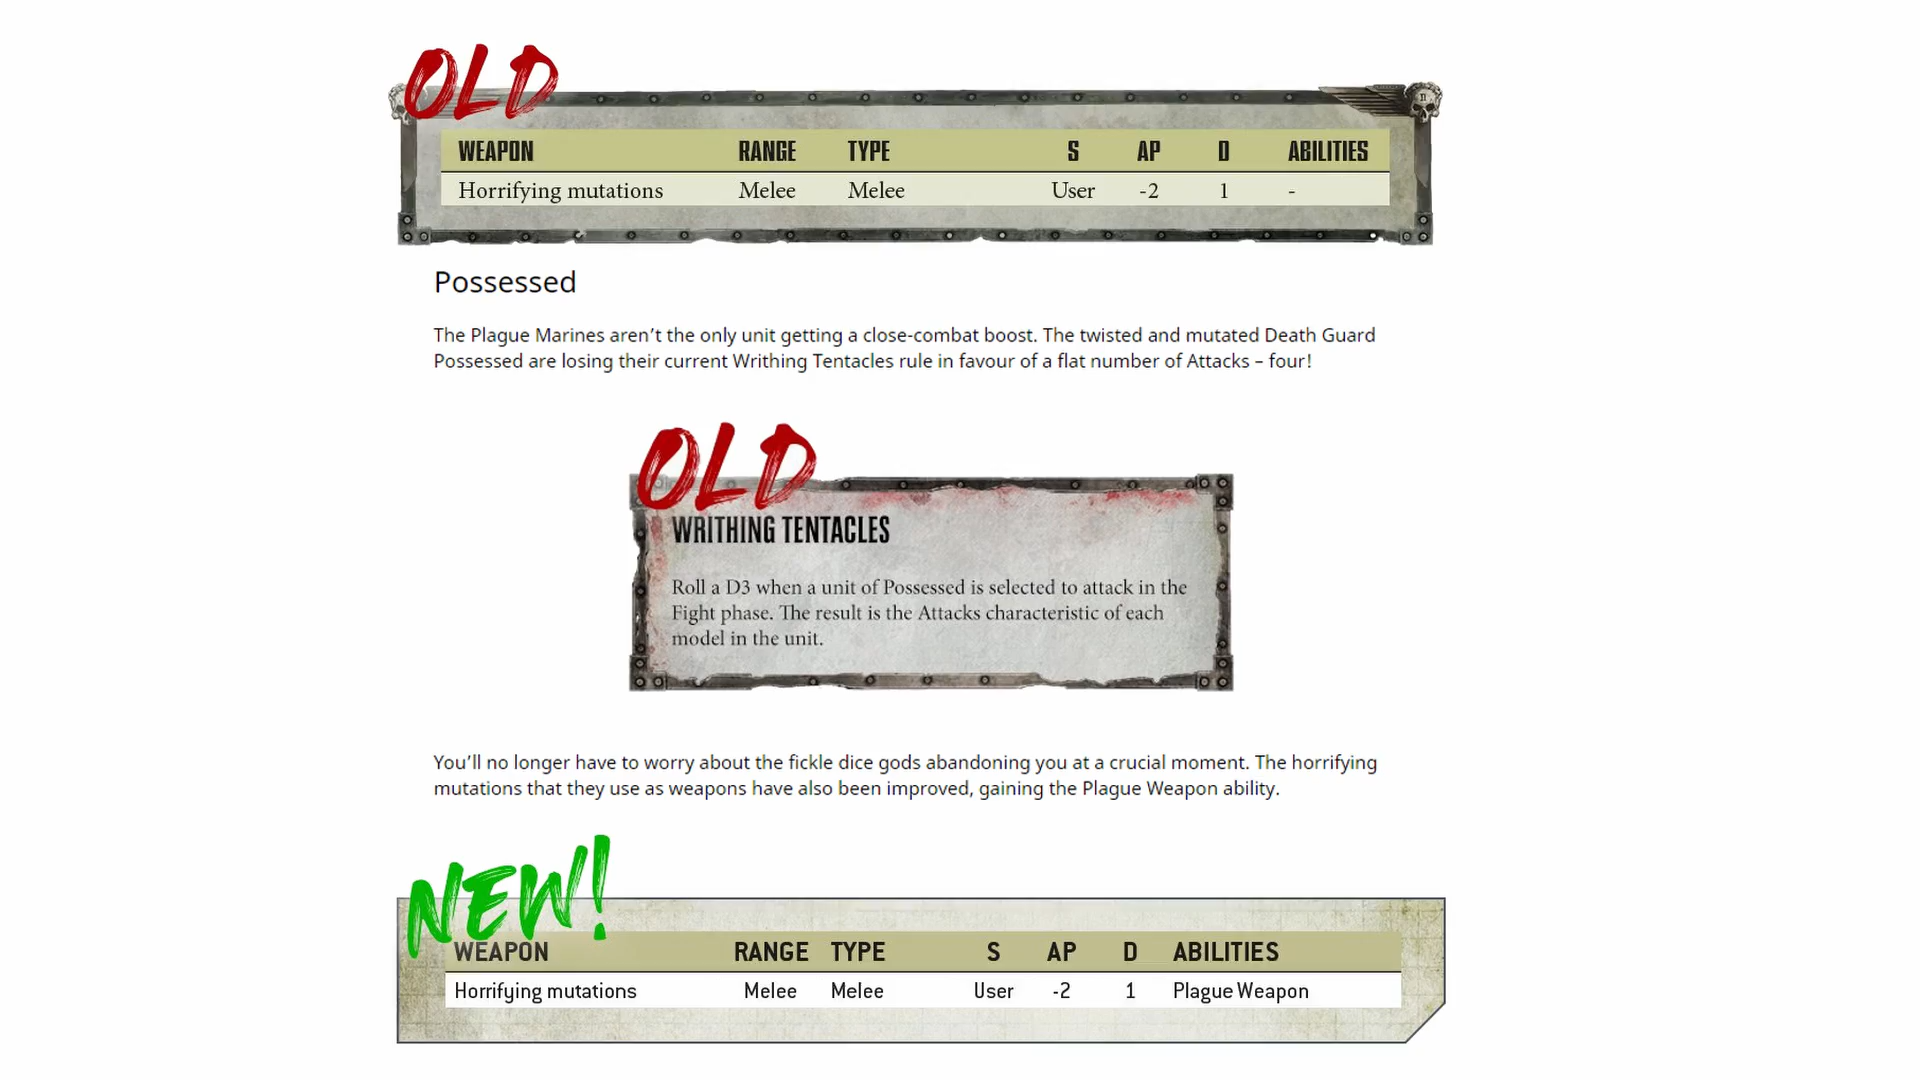 OLD
WEAPON RANGE TYPE S AP D ABILITIES
Horrifying mutations Melee Melee User -2 1 -
Possessed
The Plague Marines aren’t the only unit getting a close-combat boost. The twisted and mutated Death Guard
Possessed are losing their current Writhing Tentacles rule in favour of a flat number of Attacks – four!
OLD
WRITHING TENTACLES
Roll a D3 when a unit of Possessed is selected to attack in the
Fight phase. The result is the Attacks characteristic of each
model in the unit.
You’ll no longer have to worry about the fickle dice gods abandoning you at a crucial moment. The horrifying
mutations that they use as weapons have also been improved, gaining the Plague Weapon ability.
NEW!
WEAPON RANGE TYPE S AP D ABILITIES
Horrifying mutations Melee Melee User -2 1 Plague Weapon